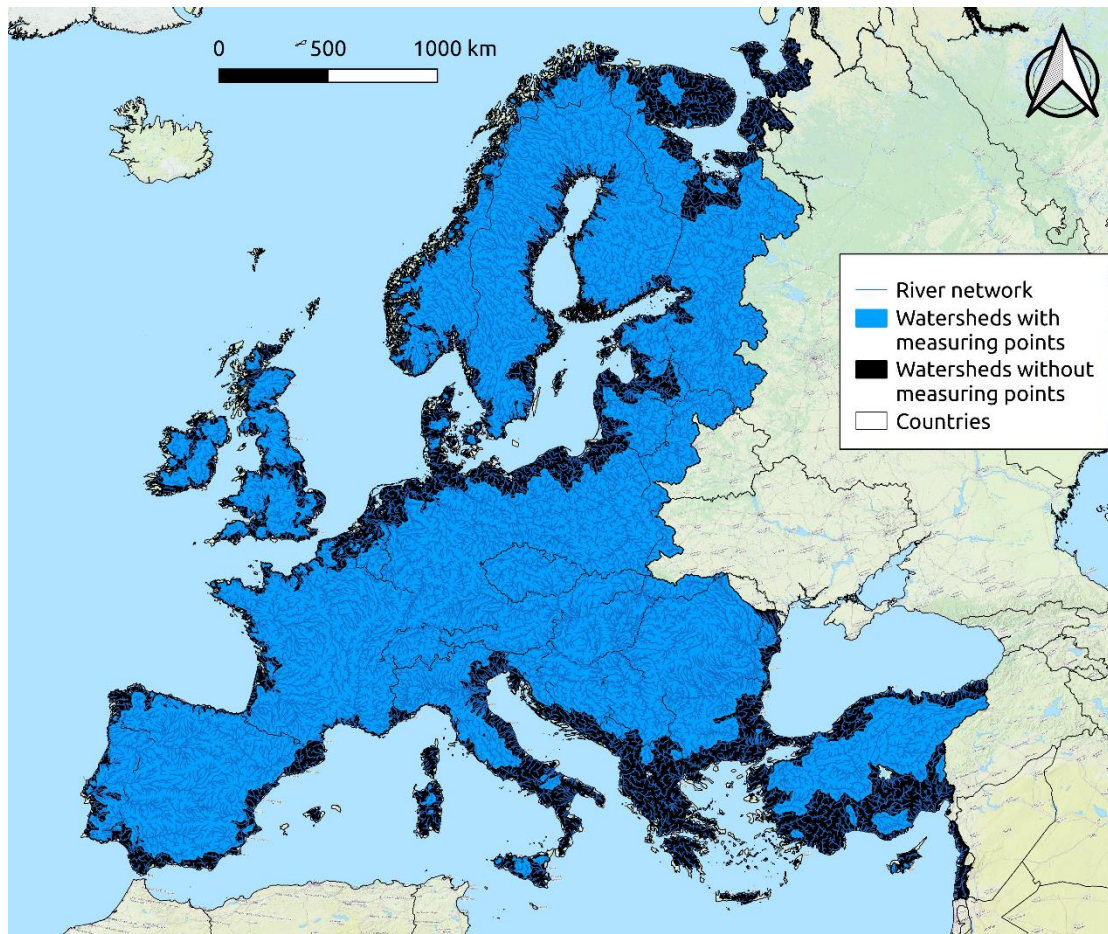 0 500 1000 km
River network
Watersheds with
measuring points
Watersheds without
measuring points
Countries